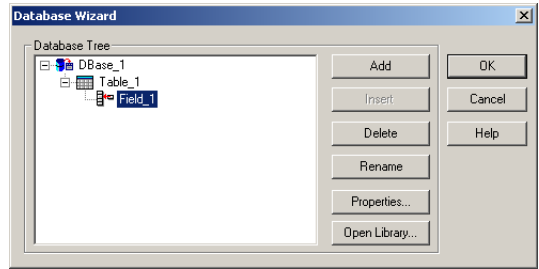 Database Wizard
Database Tree
DBase_1
Table_1
Field_1
Add
Insert
Delete
Rename
Properties...
Open Library...
OK
Cancel
Help